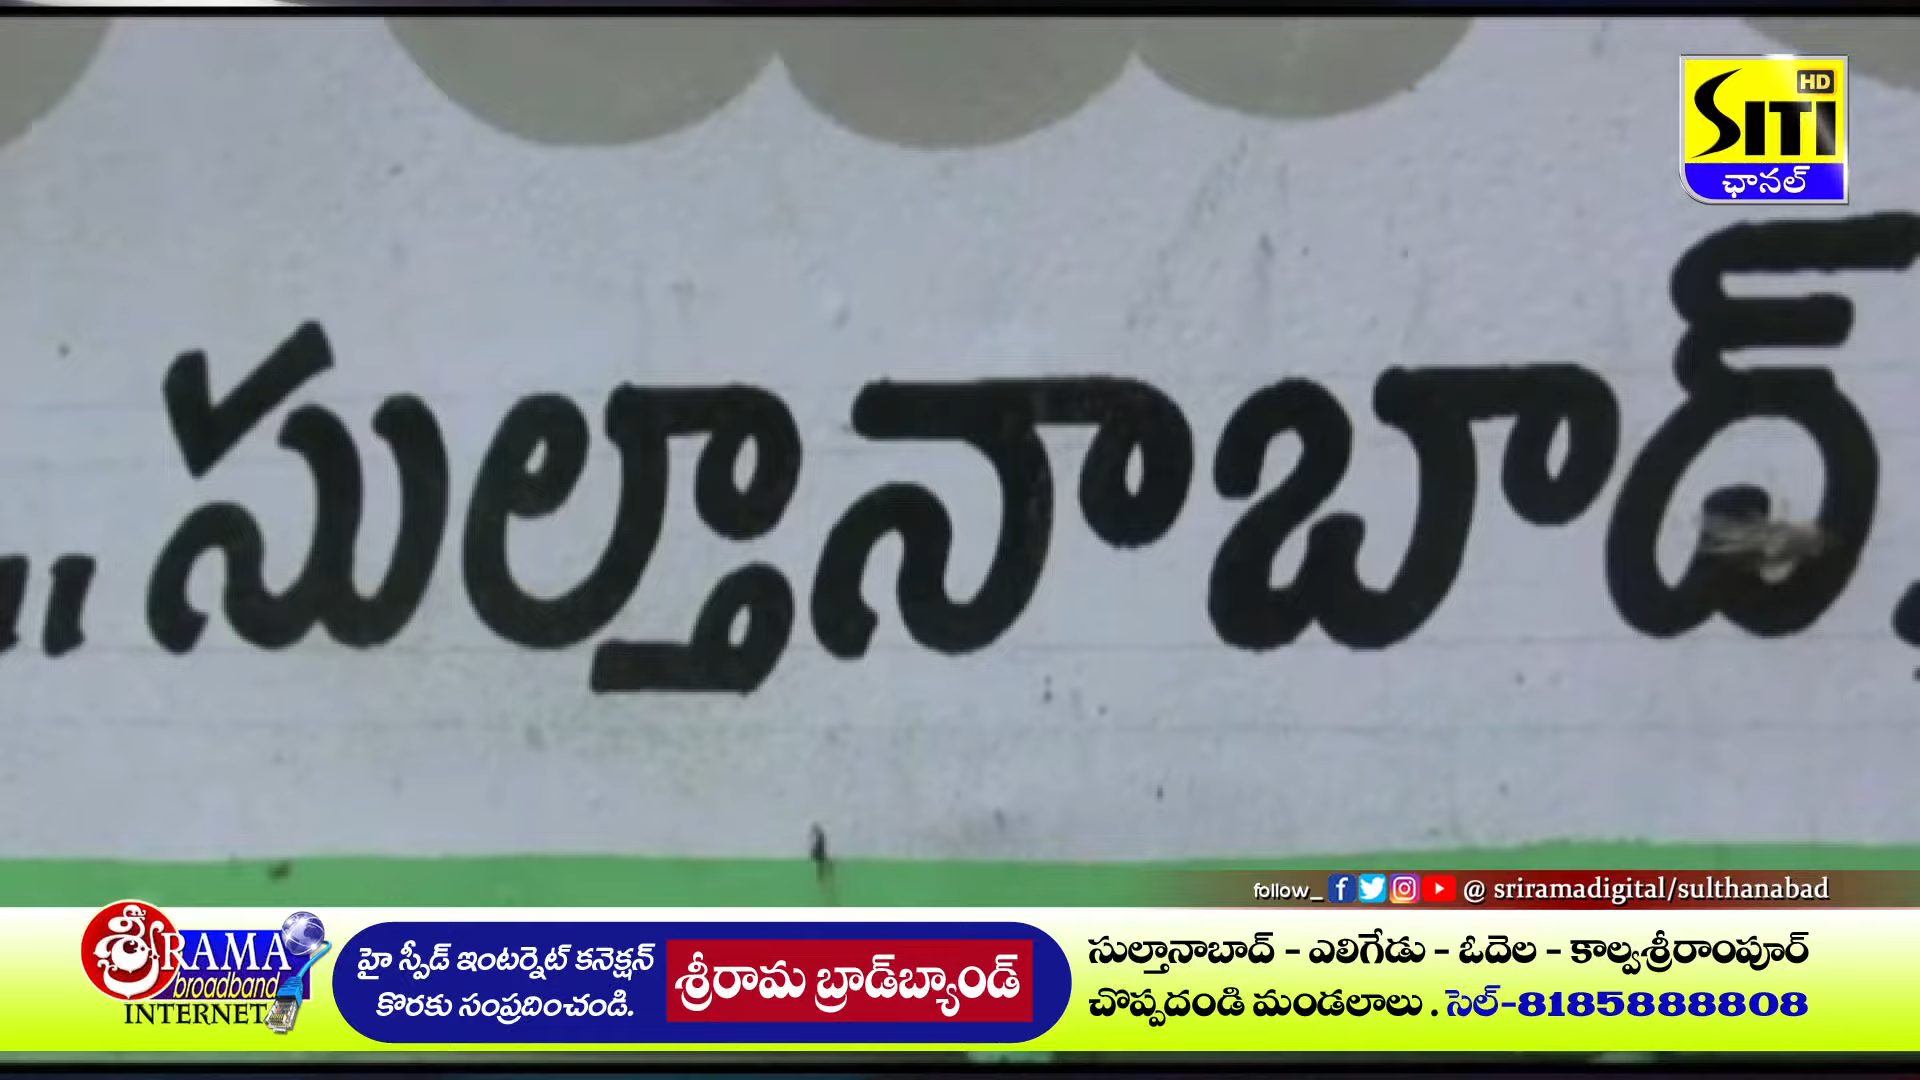 HD
SITI
ఛానల్
.. సుల్తానాబాద్
follow_ @ sriramadigital/sulthanabad
శ్రీRAMA
broadband
INTERNET
హై స్పీడ్ ఇంటర్నెట్ కనెక్షన్
కొరకు సంప్రదించండి.
శ్రీరామ బ్రాడ్‌బ్యాండ్
సుల్తానాబాద్ - ఎలిగేడు - ఓదెల - కాల్వశ్రీరాంపూర్
చొప్పదండి మండలాలు . సెల్-8185888808